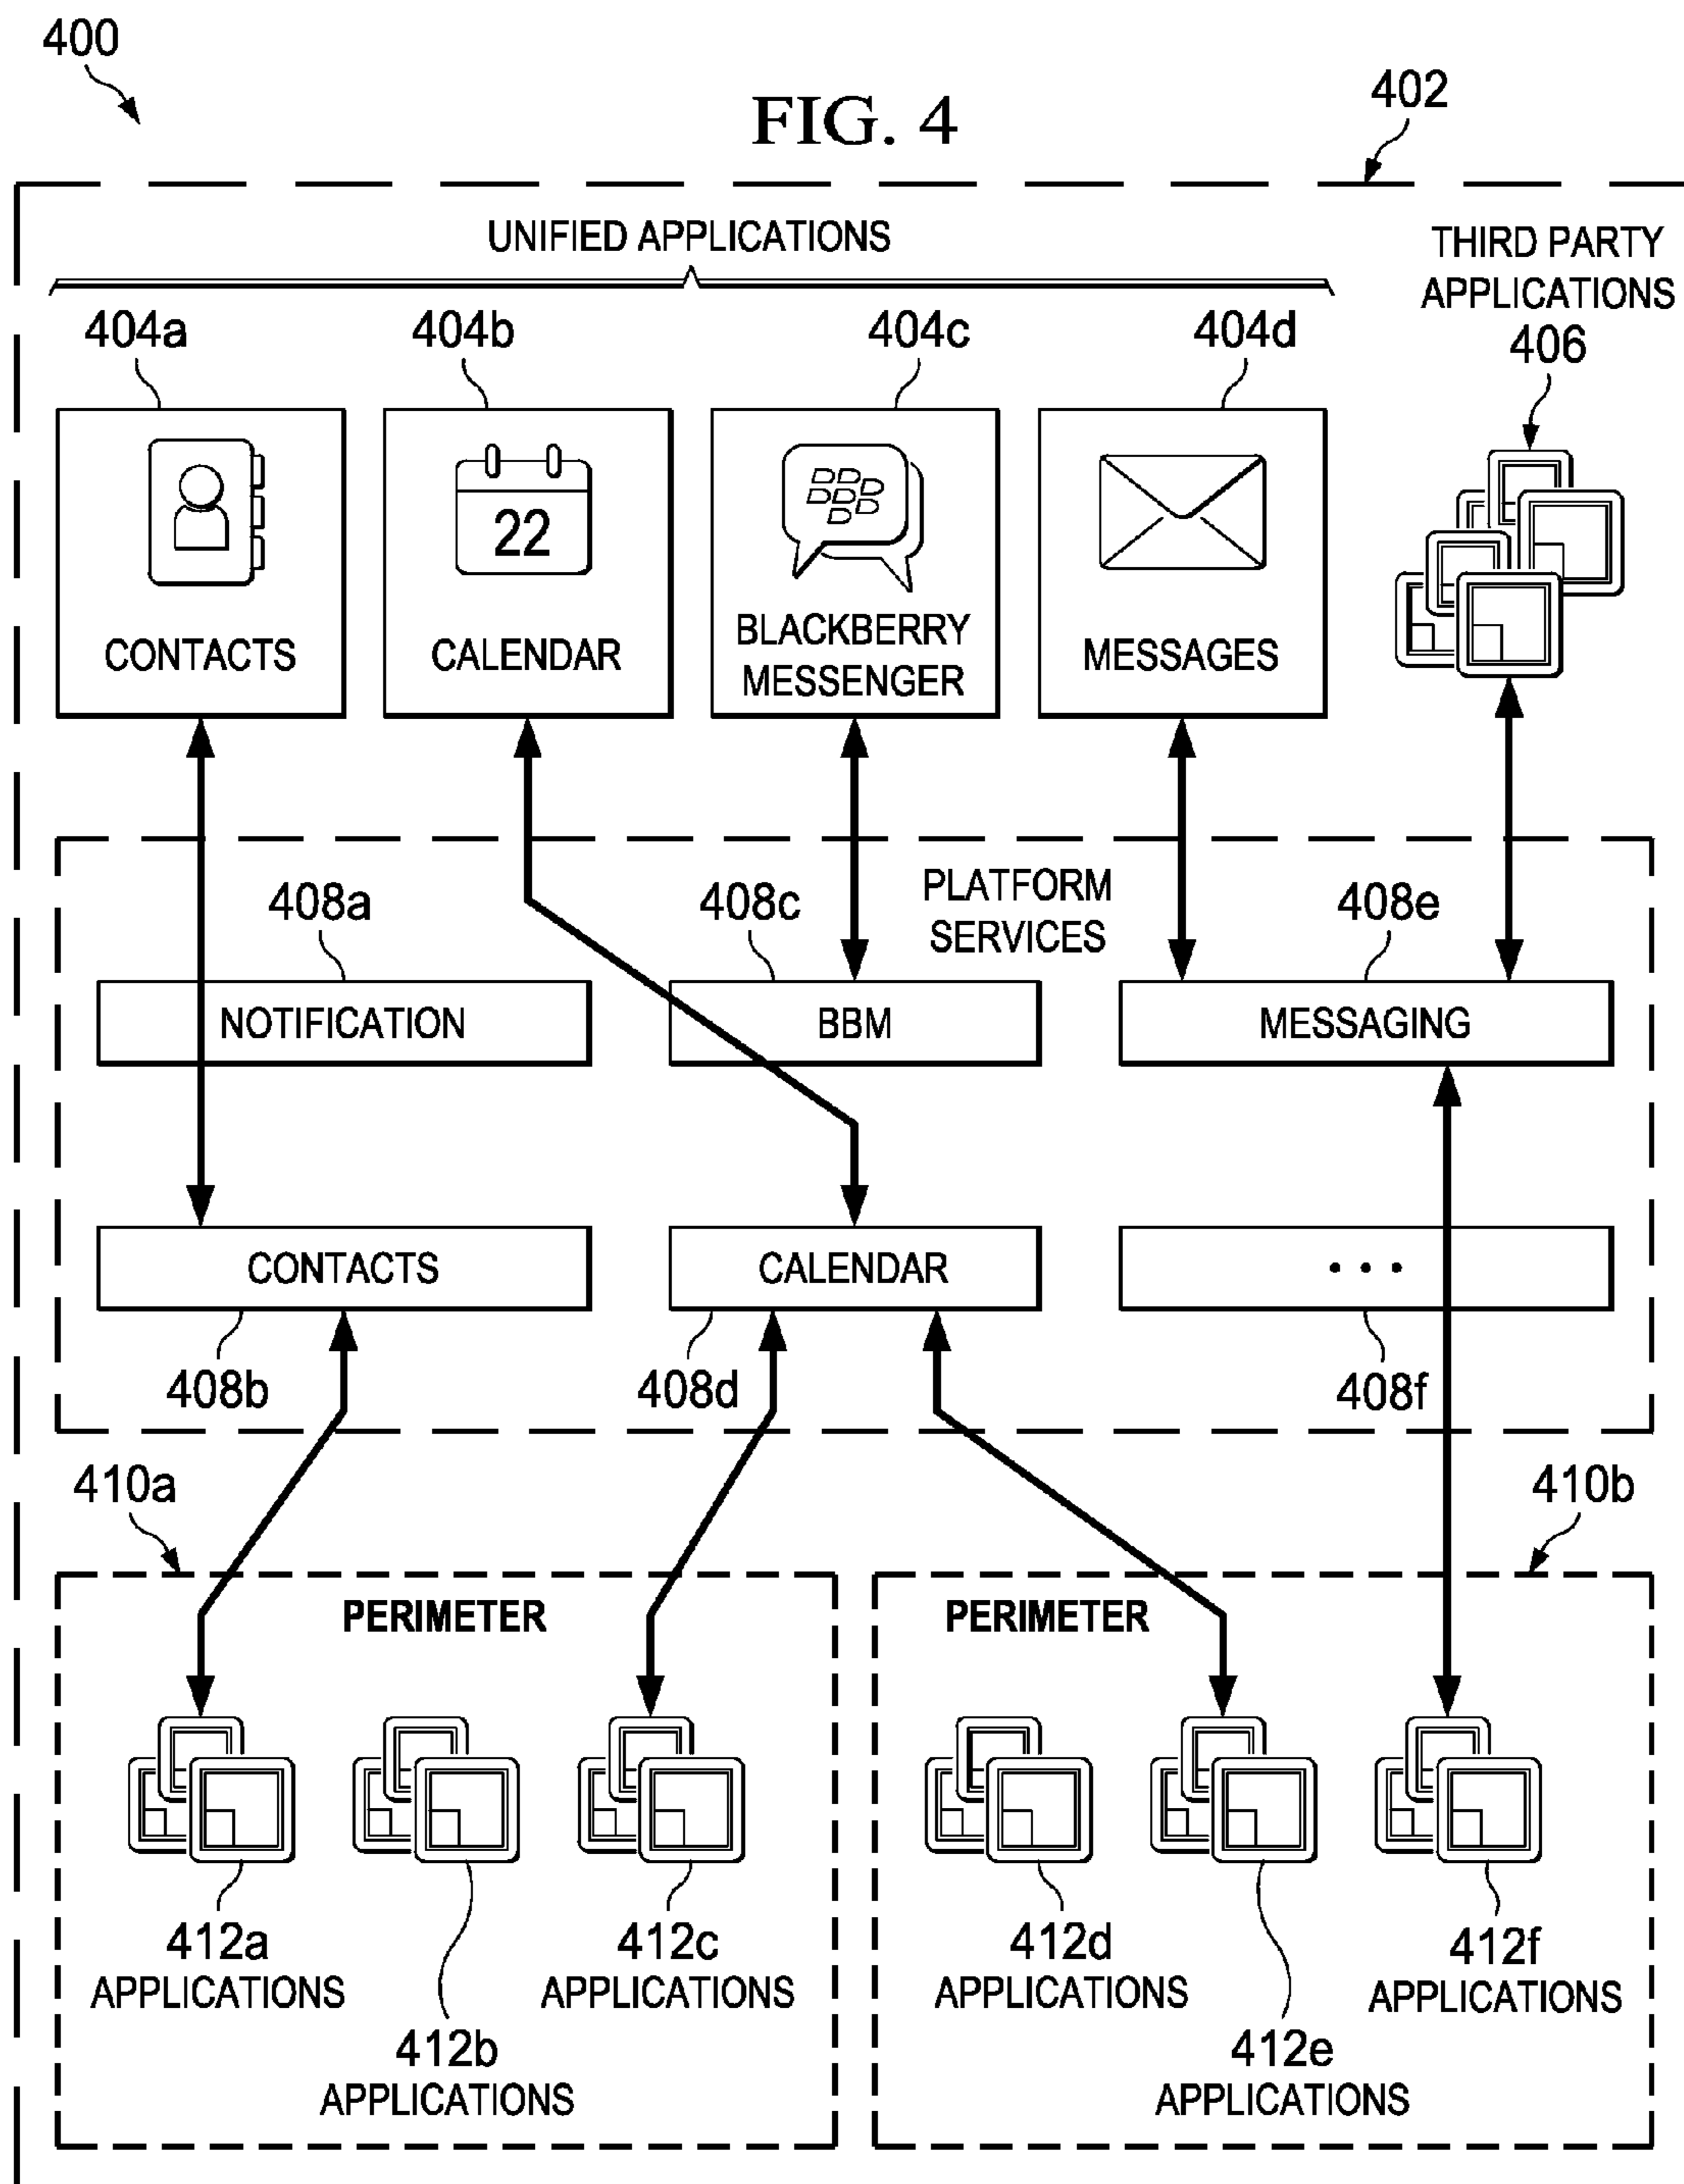 400
FIG. 4
402
UNIFIED APPLICATIONS
THIRD PARTY
APPLICATIONS
406
404a
404b
404c
404d
22
CONTACTS
CALENDAR
BLACKBERRY
MESSENGER
MESSAGES
PLATFORM
SERVICES
408a
408c
408e
NOTIFICATION
BBM
MESSAGING
CONTACTS
CALENDAR
• • •
408b
408d
408f
410a
410b
PERIMETER
PERIMETER
412a
APPLICATIONS
412b
APPLICATIONS
412c
APPLICATIONS
412d
APPLICATIONS
412e
APPLICATIONS
412f
APPLICATIONS